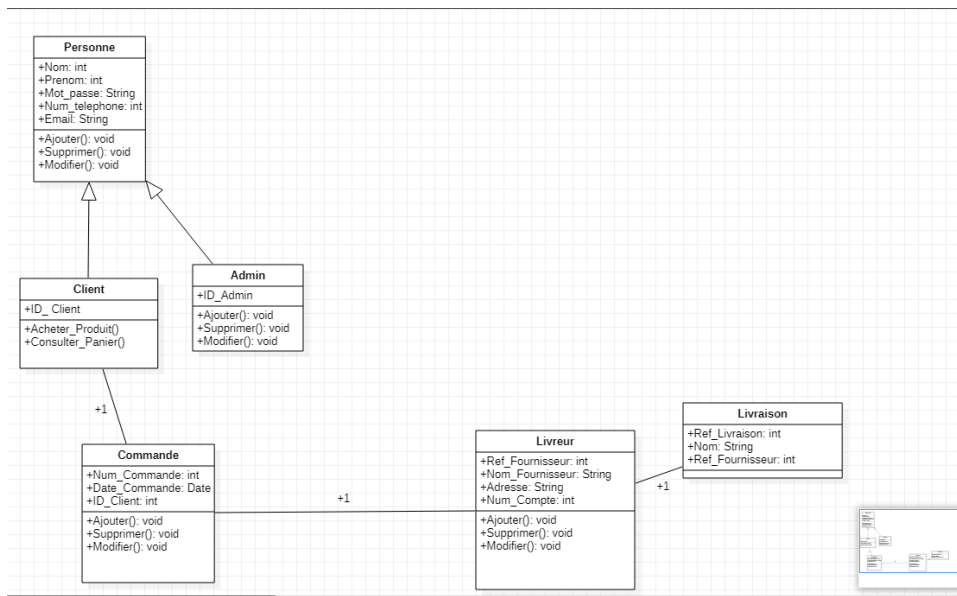 Personne
+Nom: int
+Prenom: int
+Mot_passe: String
+Num_telephone: int
+Email: String
+Ajouter(): void
+Supprimer(): void
+Modifier(): void
Client
+ID_ Client
+Acheter_Produit()
+Consulter_Panier()
Admin
+ID_Admin
+Ajouter(): void
+Supprimer(): void
+Modifier(): void
+1
Commande
+Num_Commande: int
+Date_Commande: Date
+ID_Client: int
+Ajouter(): void
+Supprimer(): void
+Modifier(): void
+1
Livreur
+Ref_Fournisseur: int
+Nom_Fournisseur: String
+Adresse: String
+Num_Compte: int
+Ajouter(): void
+Supprimer(): void
+Modifier(): void
+1
Livraison
+Ref_Livraison: int
+Nom: String
+Ref_Fournisseur: int